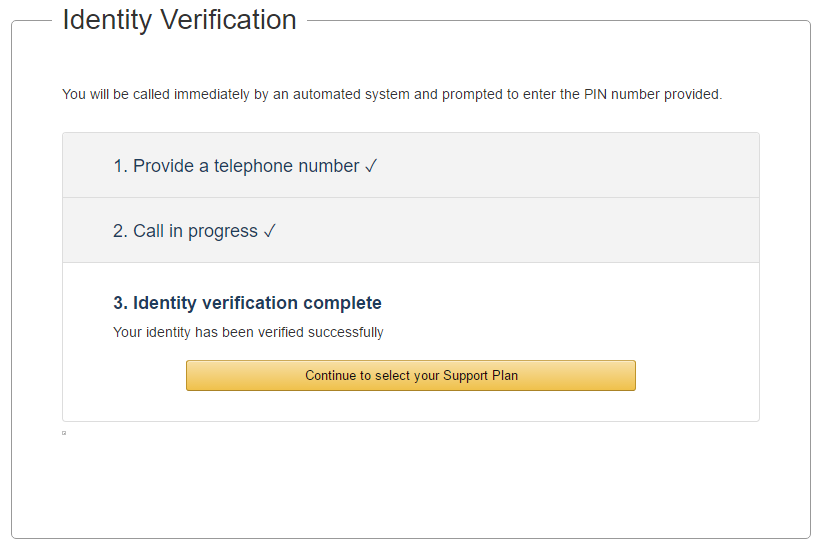 Identity Verification
You will be called immediately by an automated system and prompted to enter the PIN number provided.
1. Provide a telephone number ✓
2. Call in progress ✓
3. Identity verification complete
Your identity has been verified successfully
Continue to select your Support Plan